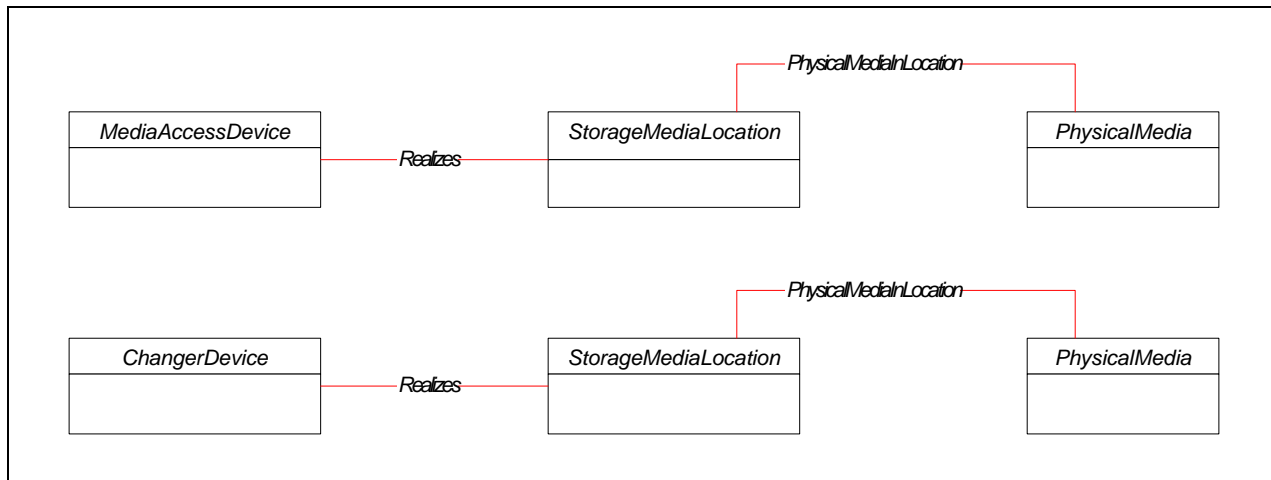 PhysicalMediaInLocation
MediaAccessDevice
StorageMediaLocation
PhysicalMedia
Realizes
PhysicalMediaInLocation
ChangerDevice
StorageMediaLocation
PhysicalMedia
Realizes